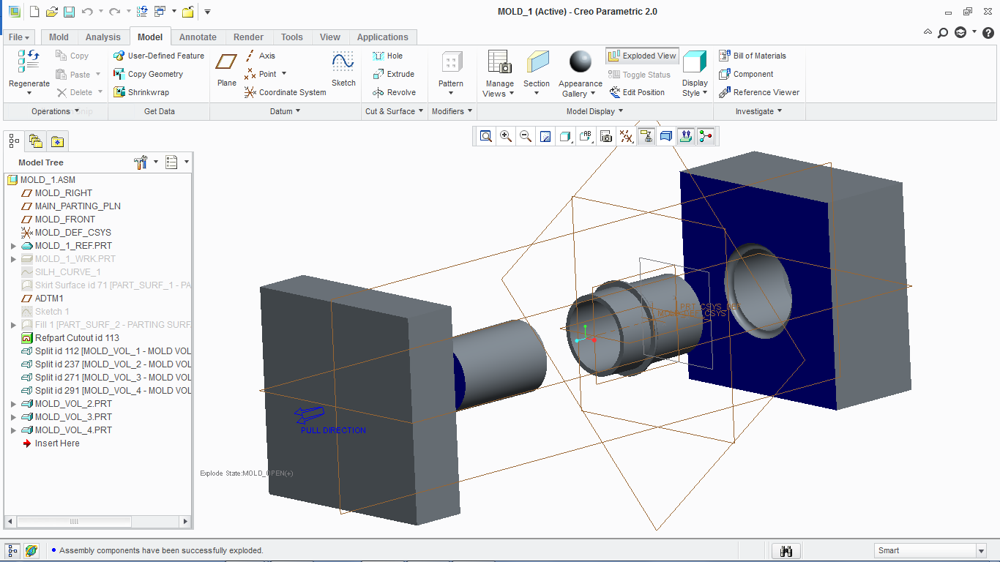 MOLD_1 (Active) - Creo Parametric 2.0
File Mold Analysis Model Annotate Render Tools View Applications
Regenerate
Copy
Paste
Delete
Operations
User-Defined Feature
Copy Geometry
Shrinkwrap
Get Data
Plane
Axis
Point
Coordinate System
Sketch
Datum
Hole
Extrude
Revolve
Cut & Surface
Pattern
Modifiers
Manage Views
Section
Appearance Gallery
Exploded View
Toggle Status
Edit Position
Display Style
Model Display
Bill of Materials
Component
Reference Viewer
Investigate
Model Tree
MOLD_1.ASM
MOLD_RIGHT
MAIN_PARTING_PLN
MOLD_FRONT
MOLD_DEF_CSYS
MOLD_1_REF.PRT
MOLD_1_WRK.PRT
SILH_CURVE_1
Skirt Surface id 71 [PART_SURF_1 - PA
ADTM1
Sketch 1
Fill 1 [PART_SURF_2 - PARTING SURF
Refpart Cutout id 113
Split id 112 [MOLD_VOL_1 - MOLD VOL
Split id 237 [MOLD_VOL_2 - MOLD VOL
Split id 271 [MOLD_VOL_3 - MOLD VOL
Split id 291 [MOLD_VOL_4 - MOLD VOL
MOLD_VOL_2.PRT
MOLD_VOL_3.PRT
MOLD_VOL_4.PRT
Insert Here
PRT_CSYS_DEF
MOLD_DEF_CSYS
PULL DIRECTION
Explode State:MOLD_OPEN(+)
Assembly components have been successfully exploded.
Smart